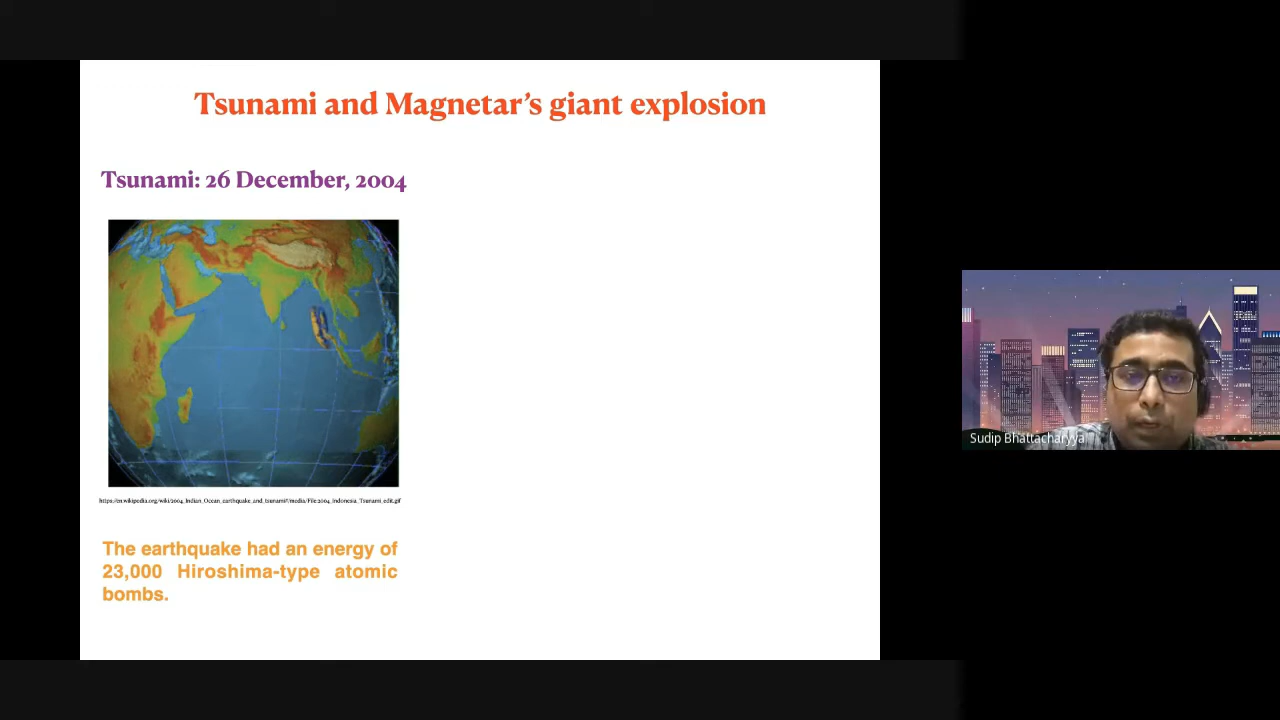 Tsunami and Magnetar's giant explosion
Tsunami: 26 December, 2004
https://en.wikipedia.org/wiki/2004_Indian_Ocean_earthquake_and_tsunami#/media/File:2004_Indonesia_Tsunami_edit.gif
The earthquake had an energy of
23,000 Hiroshima-type atomic
bombs.
Sudip Bhattacharyya